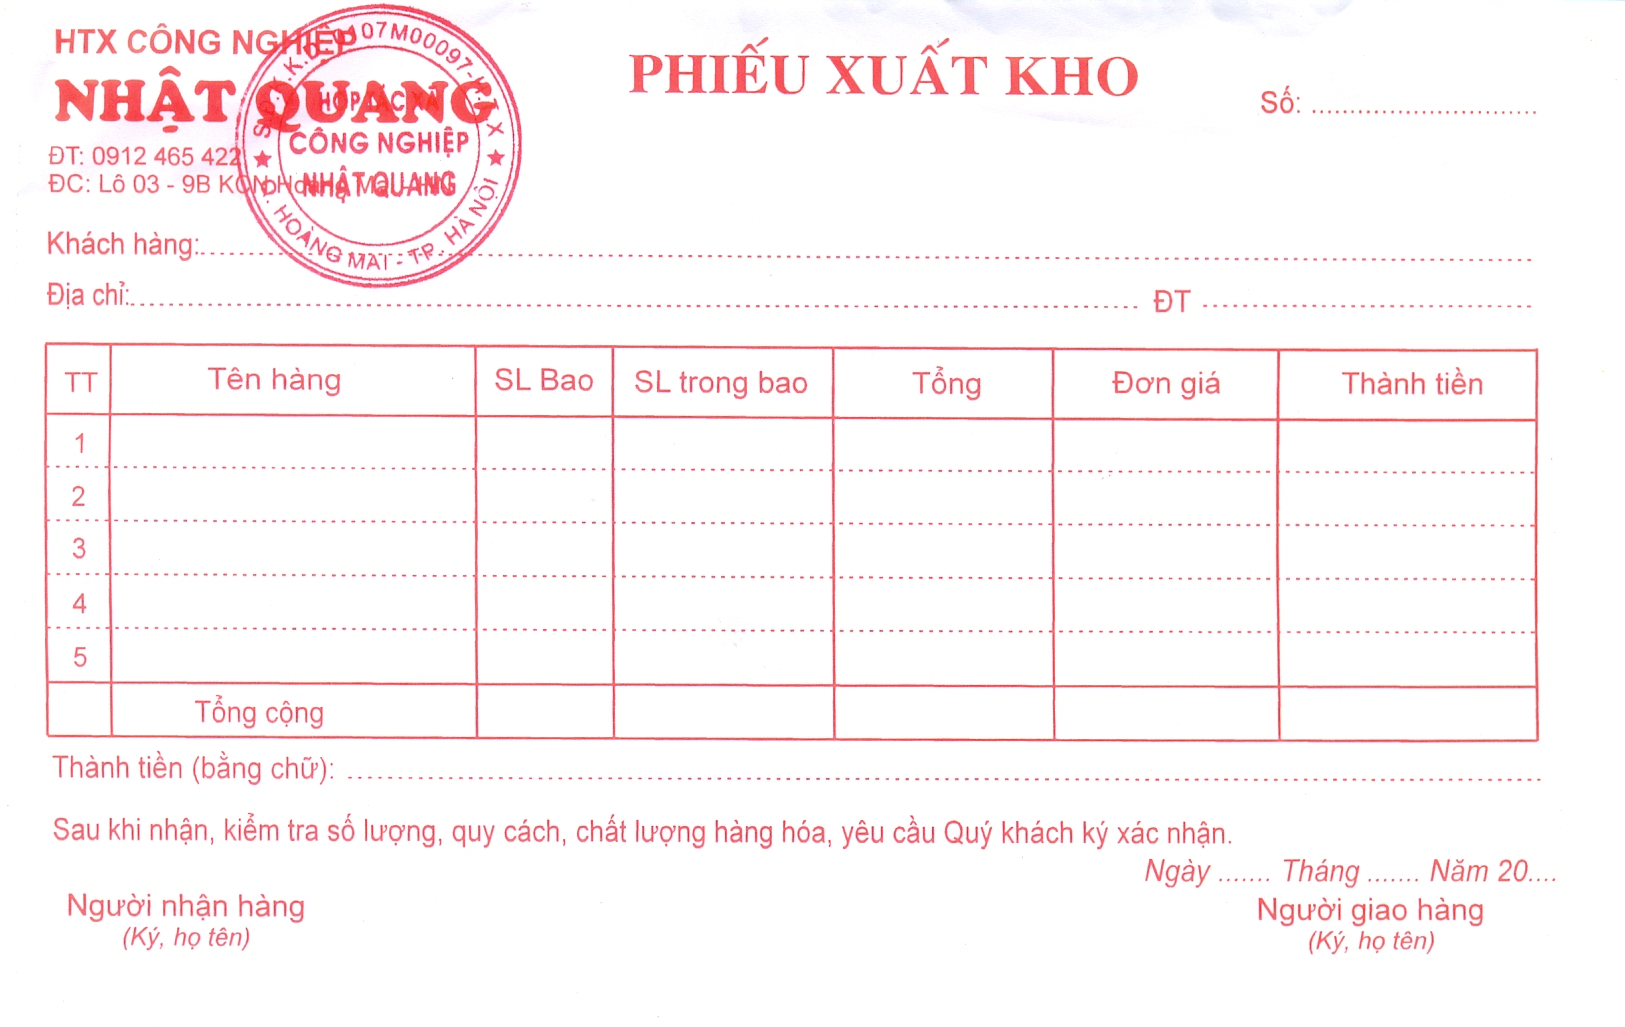 HTX CÔNG NGHIỆP
NHẬT QUANG
ĐT: 0912 465 422
ĐC: Lô 03 - 9B KCN Hoàng Mai - HN
0107M00097
HỢP TÁC XÃ
CÔNG NGHIỆP
NHẬT QUANG
Q. HOÀNG MAI - TP. HÀ NỘI
PHIẾU XUẤT KHO
Số: ............................
Khách hàng:
Địa chỉ: ĐT
TT Tên hàng SL Bao SL trong bao Tổng Đơn giá Thành tiền
1
2
3
4
5
Tổng cộng
Thành tiền (bằng chữ):
Sau khi nhận, kiểm tra số lượng, quy cách, chất lượng hàng hóa, yêu cầu Quý khách ký xác nhận.
Ngày ....... Tháng ....... Năm 20....
Người nhận hàng Người giao hàng
(Ký, họ tên) (Ký, họ tên)